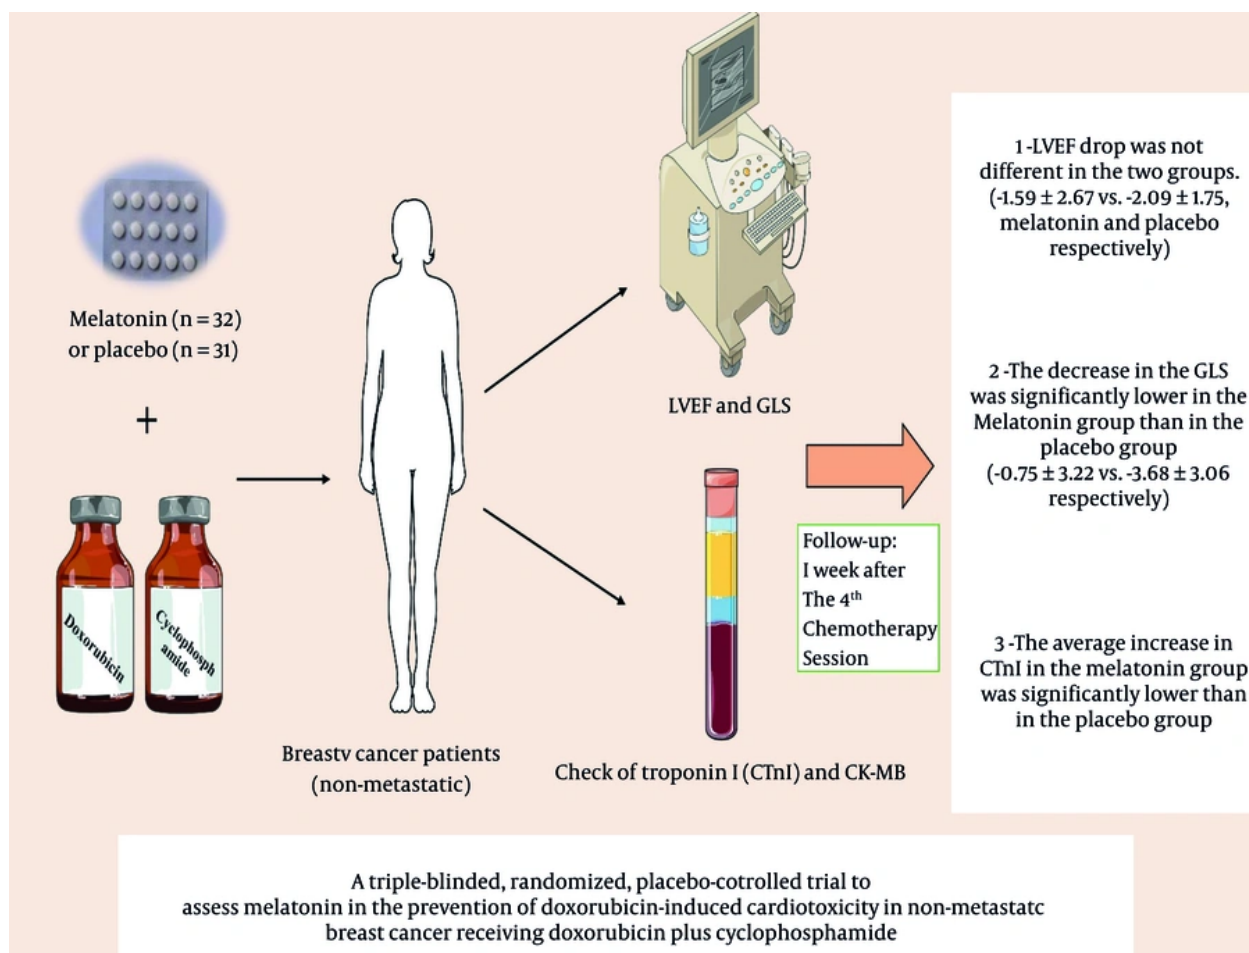 Melatonin (n = 32)
or placebo (n = 31)
+
Doxorubicin
Cyclophosph
amide
Breastv cancer patients
(non-metastatic)
LVEF and GLS
Check of troponin I (CTnI) and CK-MB
Follow-up:
I week after
The 4th
Chemotherapy
Session
1 -LVEF drop was not
different in the two groups.
(-1.59 ± 2.67 vs. -2.09 ± 1.75,
melatonin and placebo
respectively)
2 -The decrease in the GLS
was significantly lower in the
Melatonin group than in the
placebo group
(-0.75 ± 3.22 vs. -3.68 ± 3.06
respectively)
3 -The average increase in
CTnI in the melatonin group
was significantly lower than
in the placebo group
A triple-blinded, randomized, placebo-cotrolled trial to
assess melatonin in the prevention of doxorubicin-induced cardiotoxicity in non-metastatc
breast cancer receiving doxorubicin plus cyclophosphamide